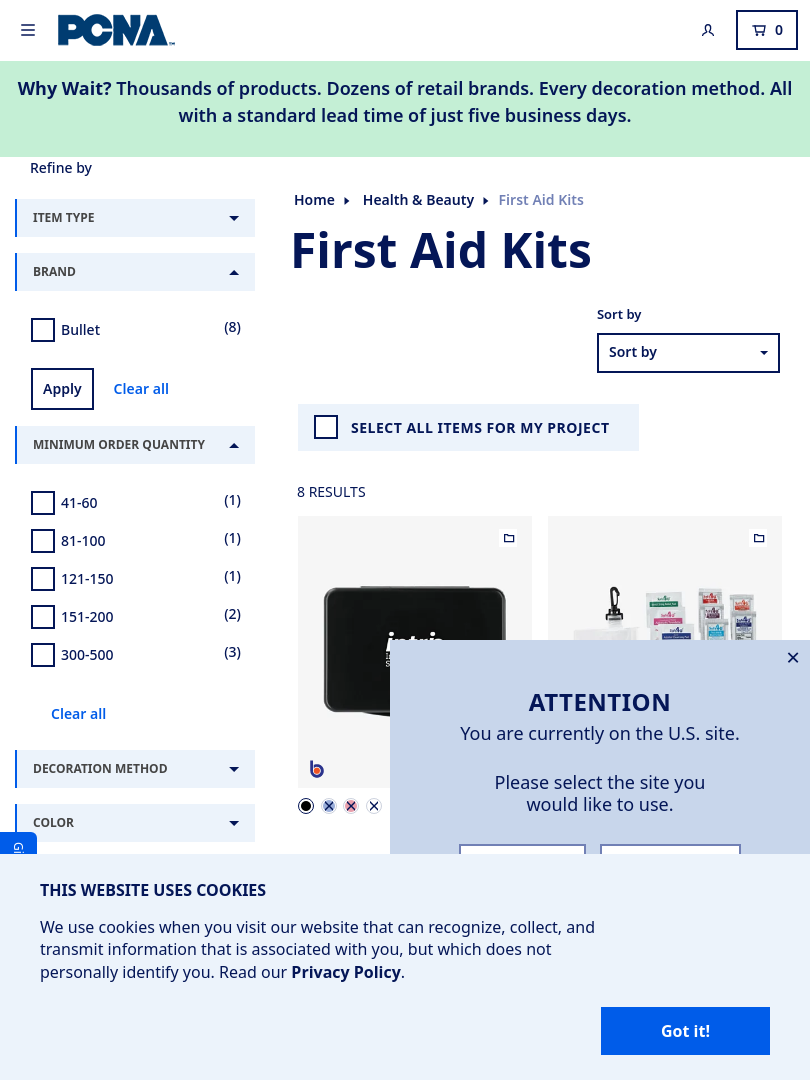 PCNA
0
Why Wait? Thousands of products. Dozens of retail brands. Every decoration method. All
with a standard lead time of just five business days.
Refine by
ITEM TYPE
BRAND
Bullet (8)
Apply Clear all
MINIMUM ORDER QUANTITY
41-60 (1)
81-100 (1)
121-150 (1)
151-200 (2)
300-500 (3)
Clear all
DECORATION METHOD
COLOR
Home Health & Beauty First Aid Kits
First Aid Kits
Sort by
Sort by
SELECT ALL ITEMS FOR MY PROJECT
8 RESULTS
b
ATTENTION
You are currently on the U.S. site.
Please select the site you
would like to use.
THIS WEBSITE USES COOKIES
We use cookies when you visit our website that can recognize, collect, and
transmit information that is associated with you, but which does not
personally identify you. Read our Privacy Policy.
Got it!